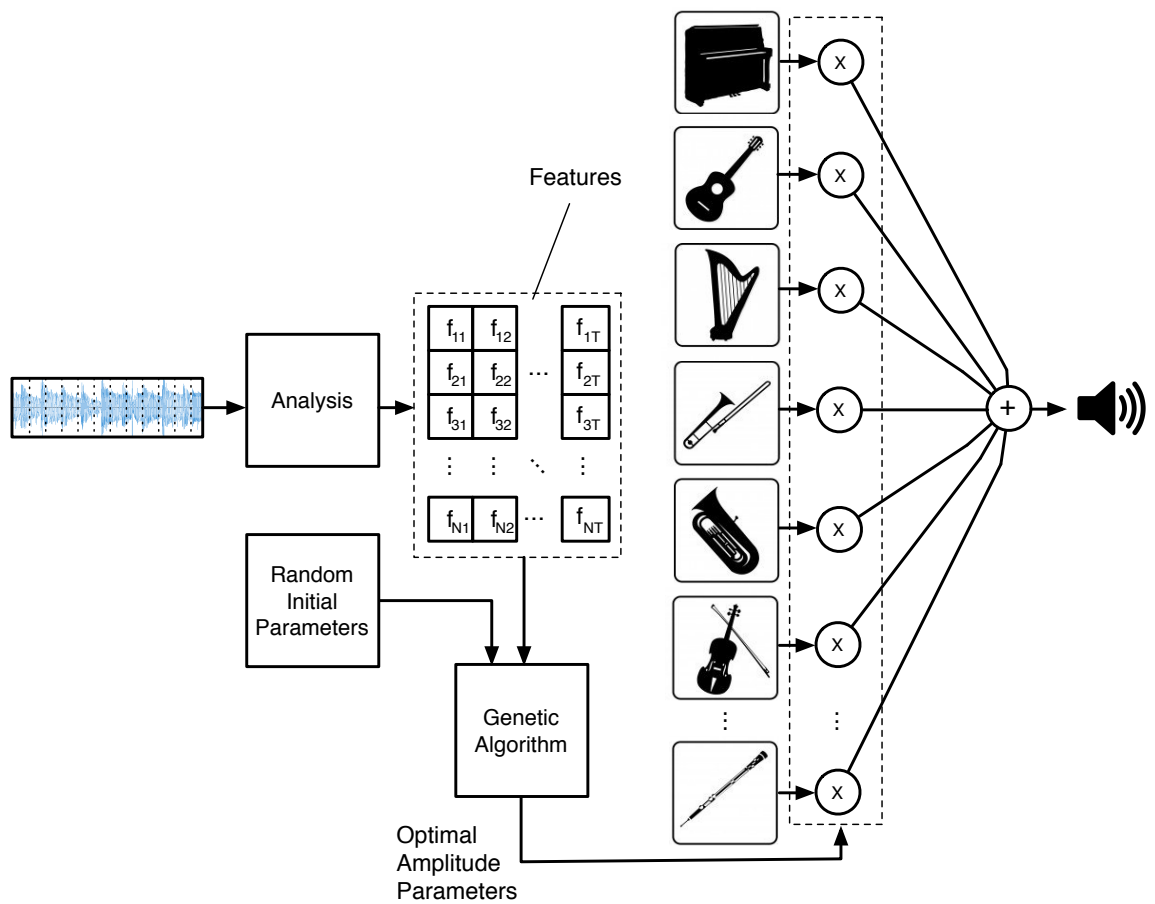 Features
f11 f12 f1T
f21 f22 ... f2T
f31 f32 f3T
⋮ ⋮ ⋱ ⋮
fN1 fN2 ... fNT
Analysis
Random
Initial
Parameters
Genetic
Algorithm
Optimal
Amplitude
Parameters
X
X
X
X
X
X
⋮ ⋮
X
+